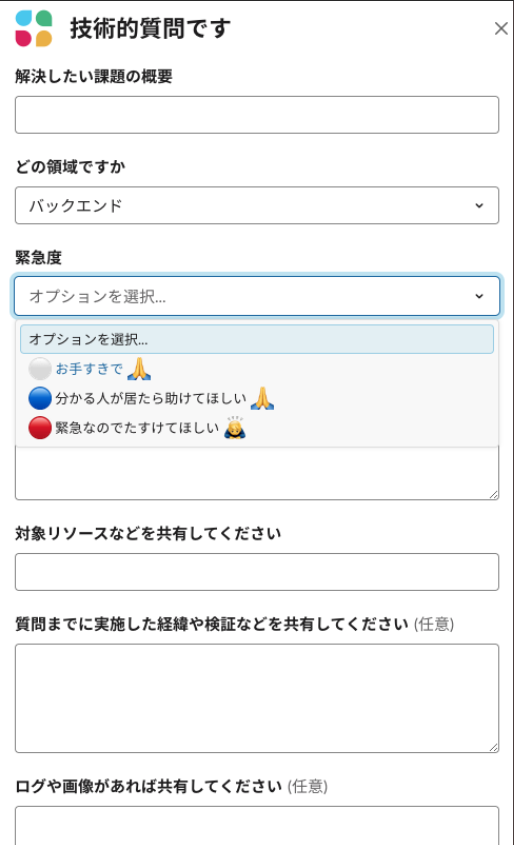 技術的質問です
解決したい課題の概要
どの領域ですか
バックエンド
緊急度
オプションを選択...
オプションを選択...
お手すきで🙏
分かる人が居たら助けてほしい🙏
緊急なのでたすけてほしい🙇
対象リソースなどを共有してください
質問までに実施した経緯や検証などを共有してください (任意)
ログや画像があれば共有してください (任意)